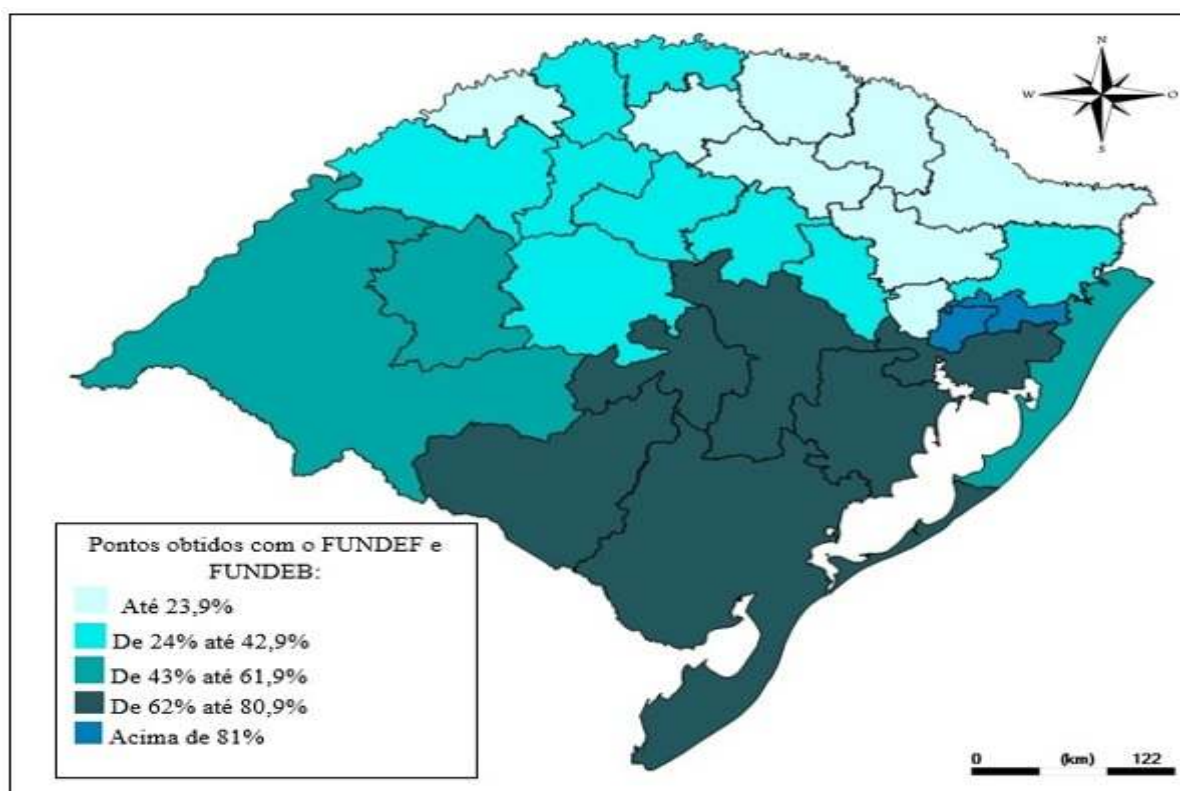 N
W
O
S
Pontos obtidos com o FUNDEF e
FUNDEB:
Até 23,9%
De 24% até 42,9%
De 43% até 61,9%
De 62% até 80,9%
Acima de 81%
0 (km) 122